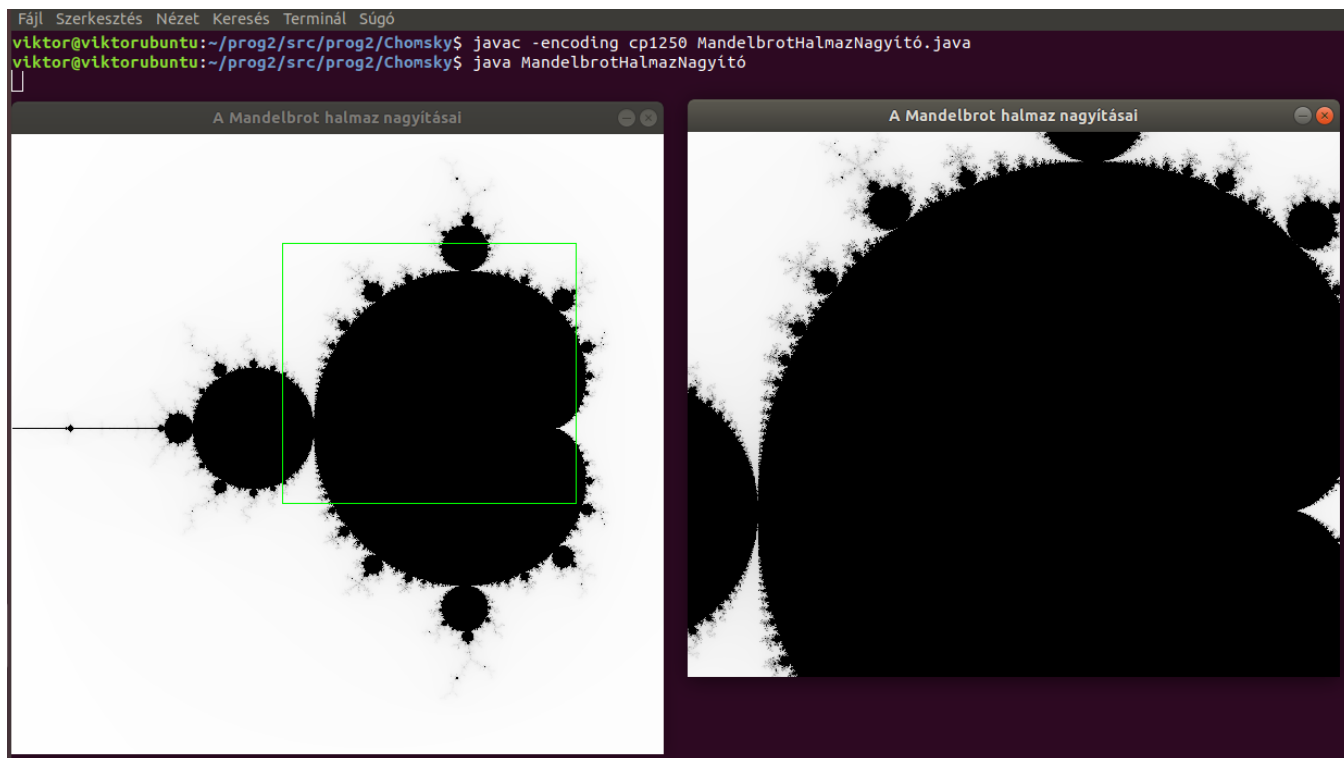 Fájl Szerkesztés Nézet Keresés Terminál Súgó
viktor@viktorubuntu:~/prog2/src/prog2/Chomsky$ javac -encoding cp1250 MandelbrotHalmazNagyító.java
viktor@viktorubuntu:~/prog2/src/prog2/Chomsky$ java MandelbrotHalmazNagyító
A Mandelbrot halmaz nagyításai
A Mandelbrot halmaz nagyításai